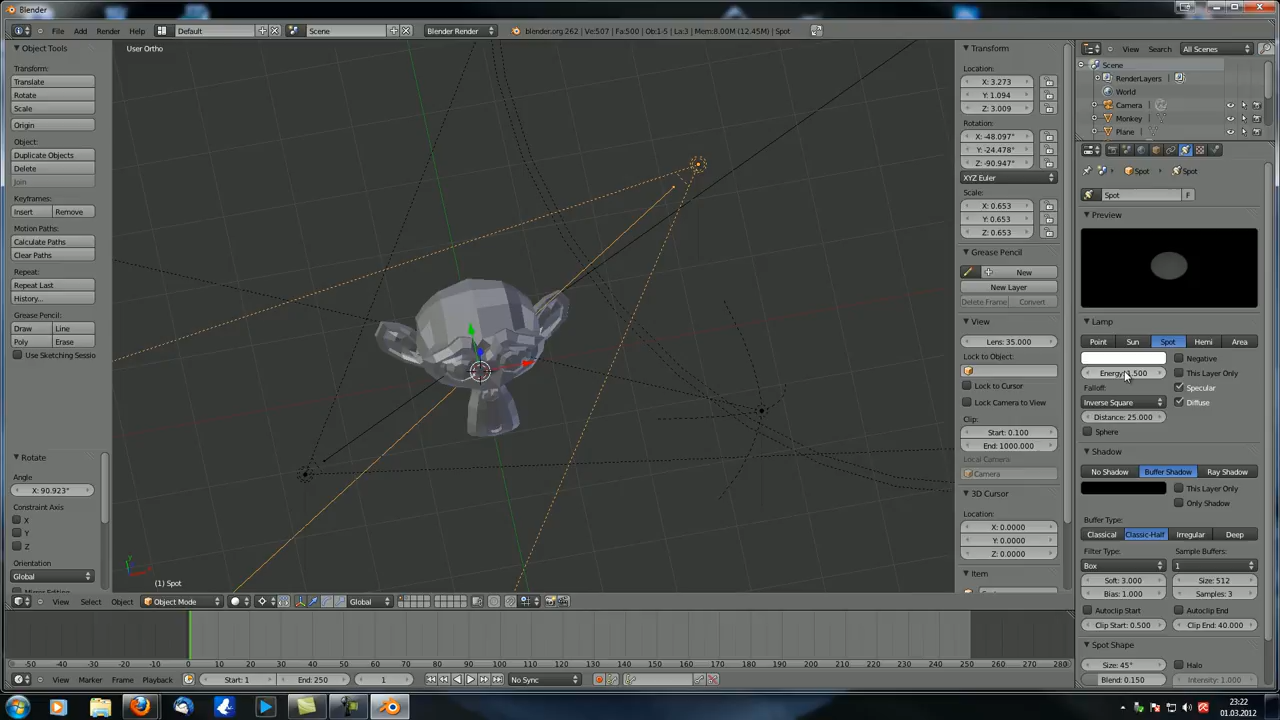 Blender
File Add Render Help
Default
Scene
Blender Render
blender.org.262 | Ve:507 | Fa:500 | Ob:1-5 | La:3 | Mem:8.00M (12.45M) | Spot
Object Tools
Transform:
Translate
Rotate
Scale
Origin
Object:
Duplicate Objects
Delete
Join
Keyframes:
Insert Remove
Motion Paths:
Calculate Paths
Clear Paths
Repeat:
Repeat Last
History...
Grease Pencil:
Draw Line
Poly Erase
Use Sketching Sessio
Rotate
Angle
X: 90.923°
Constraint Axis
X
Y
Z
Orientation
Global
User Ortho
(1) Spot
View Select Object
Object Mode
Global
Transform
Location:
X: 3.273
Y: 1.094
Z: 3.009
Rotation:
X: -48.097°
Y: -24.478°
Z: -90.947°
XYZ Euler
Scale:
X: 0.653
Y: 0.653
Z: 0.653
Grease Pencil
New
New Layer
Delete Frame Convert
View
Lens: 35.000
Lock to Object:
Lock to Cursor
Lock Camera to View
Clip:
Start: 0.100
End: 1000.000
Local Camera:
Camera
3D Cursor
Location:
X: 0.0000
Y: 0.0000
Z: 0.0000
Item
View Search All Scenes
Scene
RenderLayers
World
Camera
Monkey
Plane
Spot Spot
Spot F
Preview
Lamp
Point Sun Spot Hemi Area
Negative
Energy: 1.500 This Layer Only
Falloff: Specular
Inverse Square Diffuse
Distance: 25.000
Sphere
Shadow
No Shadow Buffer Shadow Ray Shadow
This Layer Only
Only Shadow
Buffer Type:
Classical Classic-Half Irregular Deep
Filter Type: Sample Buffers:
Box 1
Soft: 3.000 Size: 512
Bias: 1.000 Samples: 3
Autoclip Start Autoclip End
Clip Start: 0.500 Clip End: 40.000
Spot Shape
Size: 45° Halo
Blend: 0.150 Intensity: 1.000
-50 -40 -30 -20 -10 0 10 20 30 40 50 60 70 80 90 100 110 120 130 140 150 160 170 180 190 200 210 220 230 240 250 260 270 280
View Marker Frame Playback
Start: 1 End: 250 1
No Sync
DE
23:22
01.03.2012